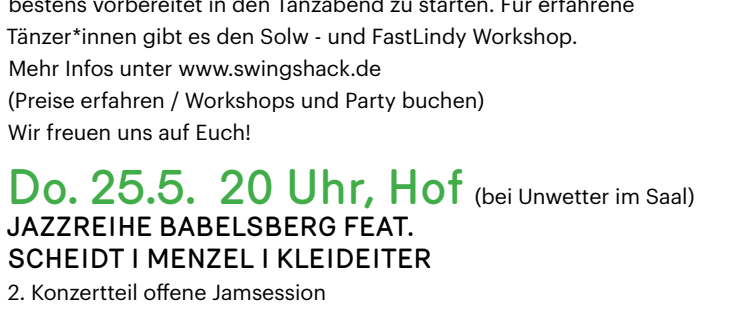 bestens vorbereitet in den Tanzabend zu starten. Für erfahrene
Tänzer*innen gibt es den Solw - und FastLindy Workshop.
Mehr Infos unter www.swingshack.de
(Preise erfahren / Workshops und Party buchen)
Wir freuen uns auf Euch!
Do. 25.5. 20 Uhr, Hof (bei Unwetter im Saal)
JAZZREIHE BABELSBERG FEAT.
SCHEIDT I MENZEL I KLEIDEITER
2. Konzertteil offene Jamsession